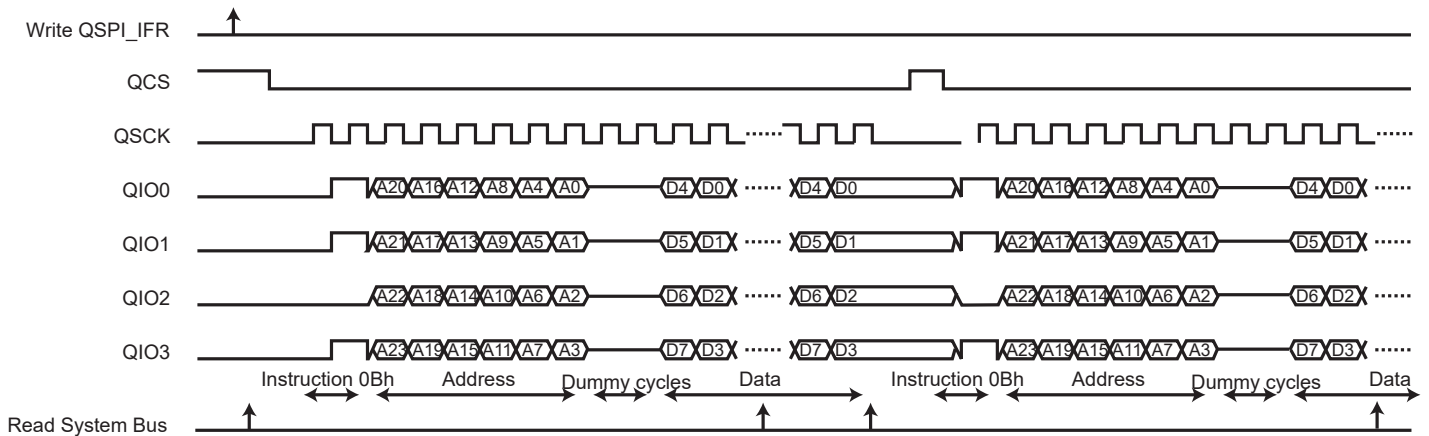 Write QSPI_IFR
QCS
QSCK
QIO0 A20 A16 A12 A8 A4 A0 D4 D0 D4 D0 A20 A16 A12 A8 A4 A0 D4 D0
QIO1 A21 A17 A13 A9 A5 A1 D5 D1 D5 D1 A21 A17 A13 A9 A5 A1 D5 D1
QIO2 A22 A18 A14 A10 A6 A2 D6 D2 D6 D2 A22 A18 A14 A10 A6 A2 D6 D2
QIO3 A23 A19 A15 A11 A7 A3 D7 D3 D7 D3 A23 A19 A15 A11 A7 A3 D7 D3
Instruction 0Bh Address Dummy cycles Data Instruction 0Bh Address Dummy cycles Data
Read System Bus